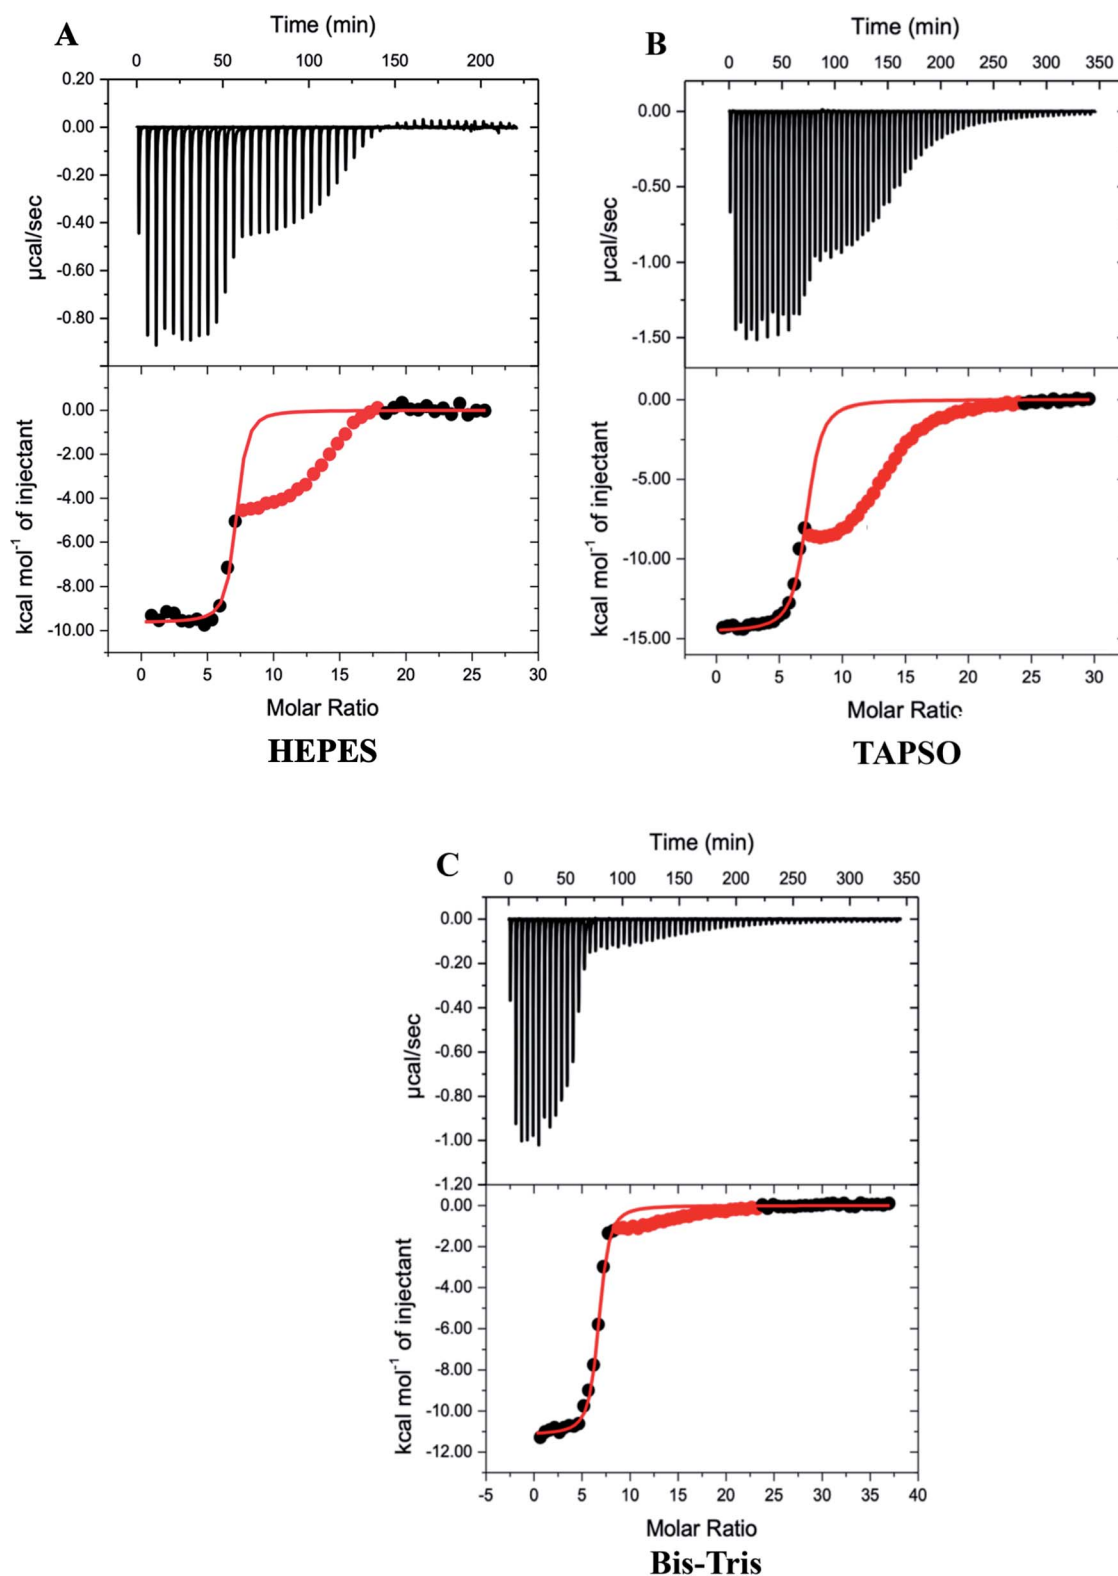 A
Time (min)
0 50 100 150 200
0.20
0.00
-0.20
-0.40
-0.60
-0.80
µcal/sec
0.00
-2.00
-4.00
-6.00
-8.00
-10.00
kcal mol⁻¹ of injectant
0 5 10 15 20 25 30
Molar Ratio
HEPES
B
Time (min)
0 50 100 150 200 250 300 350
0.00
-0.50
-1.00
-1.50
µcal/sec
0.00
-5.00
-10.00
-15.00
kcal mol⁻¹ of injectant
0 5 10 15 20 25 30
Molar Ratio
TAPSO
C
Time (min)
0 50 100 150 200 250 300 350
0.00
-0.20
-0.40
-0.60
-0.80
-1.00
-1.20
µcal/sec
0.00
-2.00
-4.00
-6.00
-8.00
-10.00
-12.00
kcal mol⁻¹ of injectant
-5 0 5 10 15 20 25 30 35 40
Molar Ratio
Bis-Tris